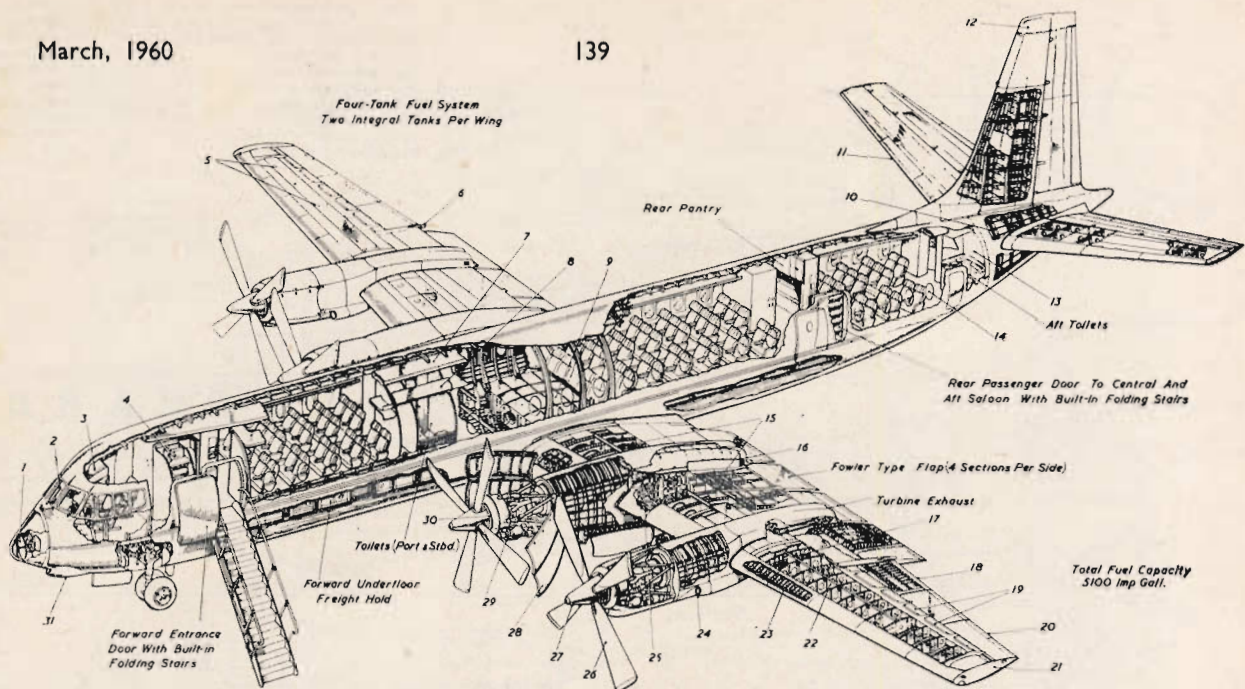 March, 1960
139
Four-Tank Fuel System
Two Integral Tanks Per Wing
12
5
6
11
Rear Pantry
10
7
8
9
13
Aft Toilets
14
4
3
2
1
Rear Passenger Door To Central And
Aft Saloon With Built-in Folding Stairs
15
16
Fowler Type Flap (4 Sections Per Side)
Turbine Exhaust
17
30
Toilets (Port & Stbd.)
18
Total Fuel Capacity
5100 Imp Gall.
19
Forward Underfloor
Freight Hold
29
20
31
28
24
23
22
21
Forward Entrance
Door With Built-in
Folding Stairs
27
26
25